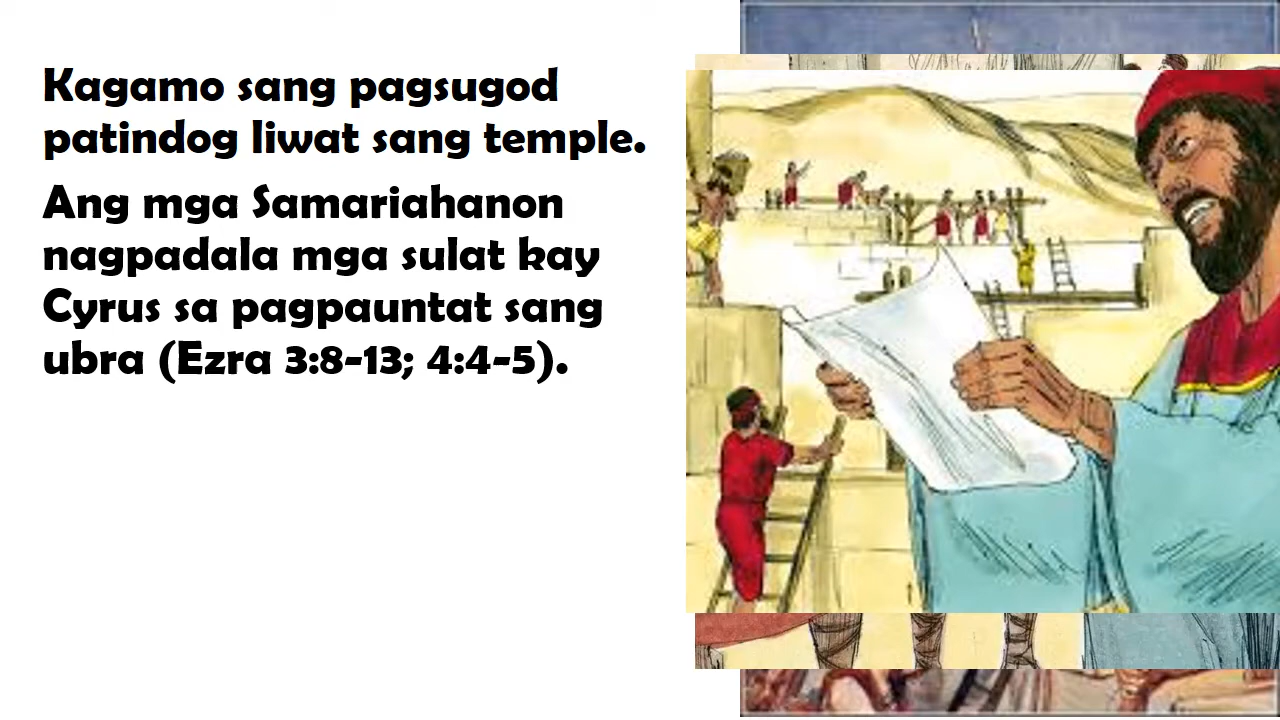 Kagamo sang pagsugod
patindog liwat sang temple.
Ang mga Samariahanon
nagpadala mga sulat kay
Cyrus sa pagpauntat sang
ubra (Ezra 3:8-13; 4:4-5).